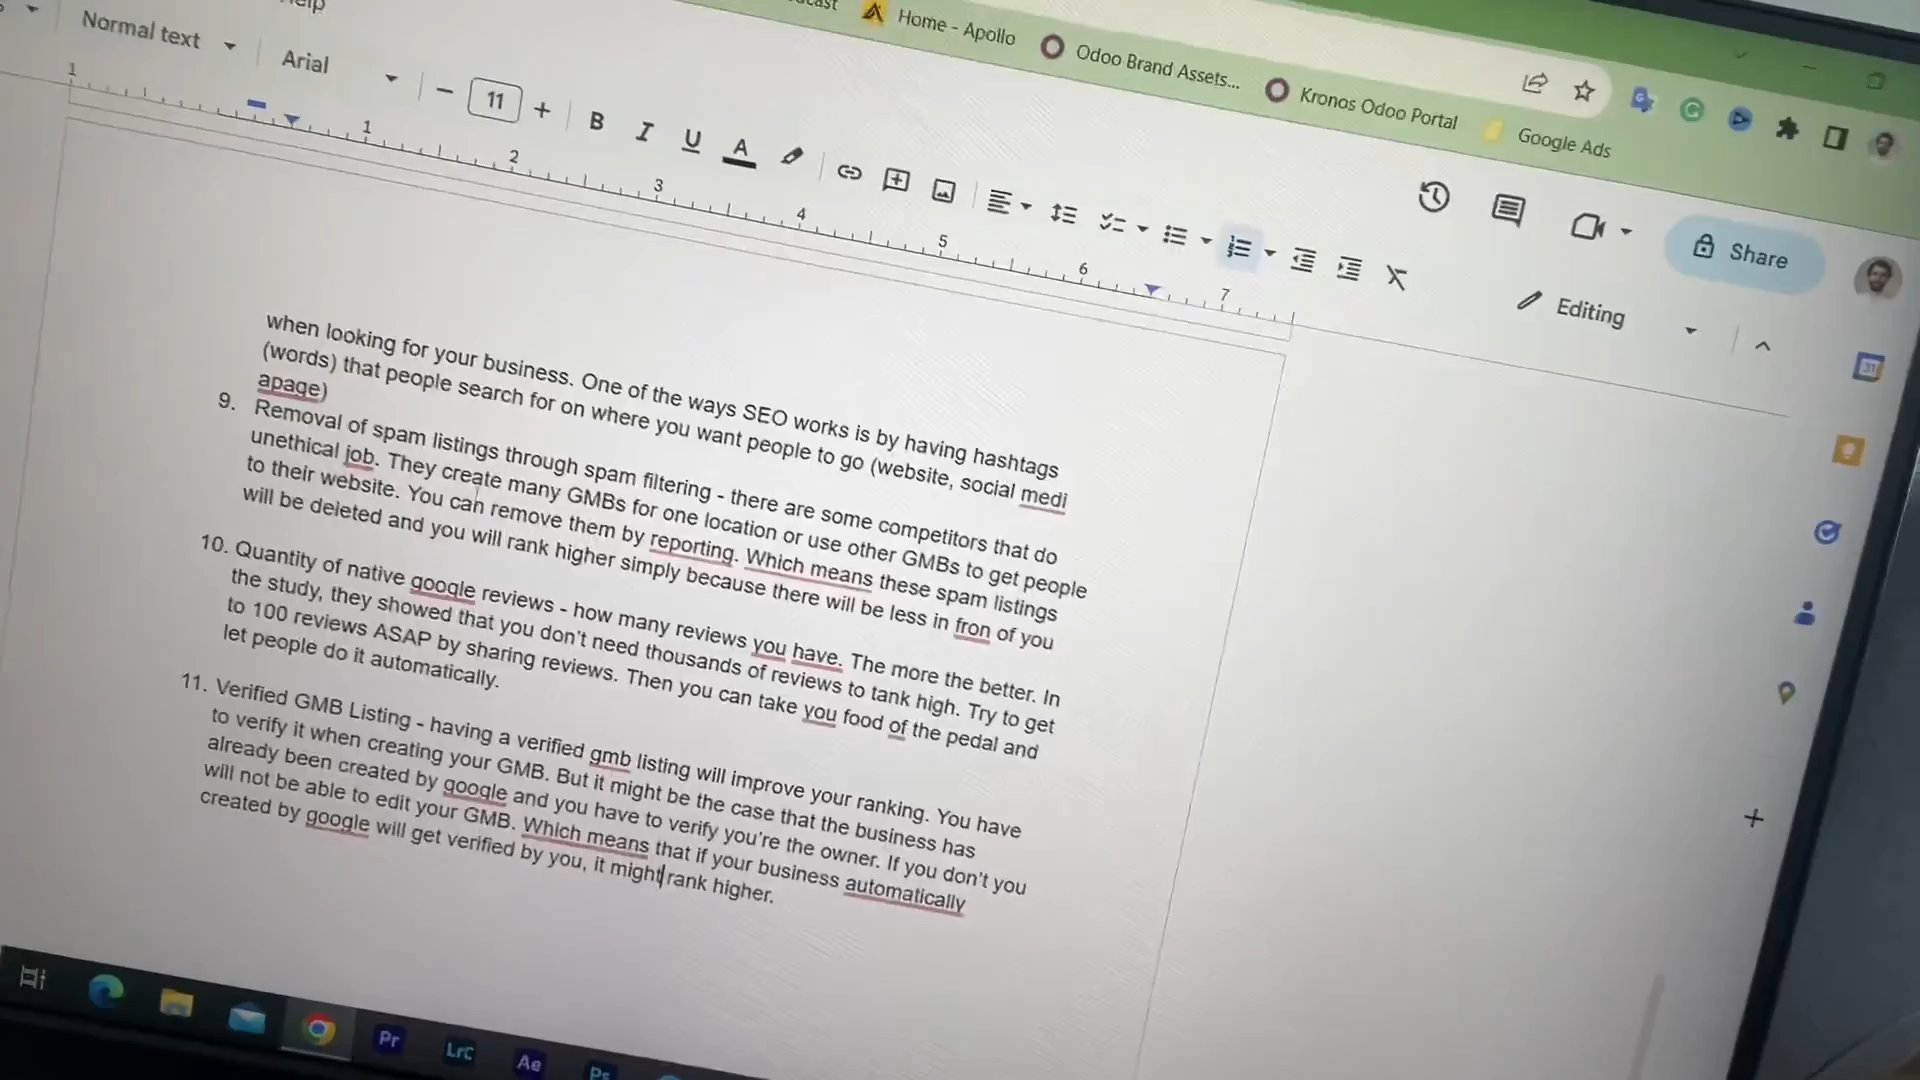 Home - Apollo
Odoo Brand Assets...
Kronos Odoo Portal
Google Ads
Normal text
Arial
11
B I U A
Share
Editing
1 1 2 3 4 5 6 7
31
when looking for your business. One of the ways SEO works is by having hashtags
(words) that people search for on where you want people to go (website, social medi
apage)
9. Removal of spam listings through spam filtering - there are some competitors that do
unethical job. They create many GMBs for one location or use other GMBs to get people
to their website. You can remove them by reporting. Which means these spam listings
will be deleted and you will rank higher simply because there will be less in fron of you
10. Quantity of native google reviews - how many reviews you have. The more the better. In
the study, they showed that you don't need thousands of reviews to tank high. Try to get
to 100 reviews ASAP by sharing reviews. Then you can take you food of the pedal and
let people do it automatically.
11. Verified GMB Listing - having a verified gmb listing will improve your ranking. You have
to verify it when creating your GMB. But it might be the case that the business has
already been created by google and you have to verify you're the owner. If you don't you
will not be able to edit your GMB. Which means that if your business automatically
created by google will get verified by you, it might rank higher.
Pr
LrC
Ae
Ps